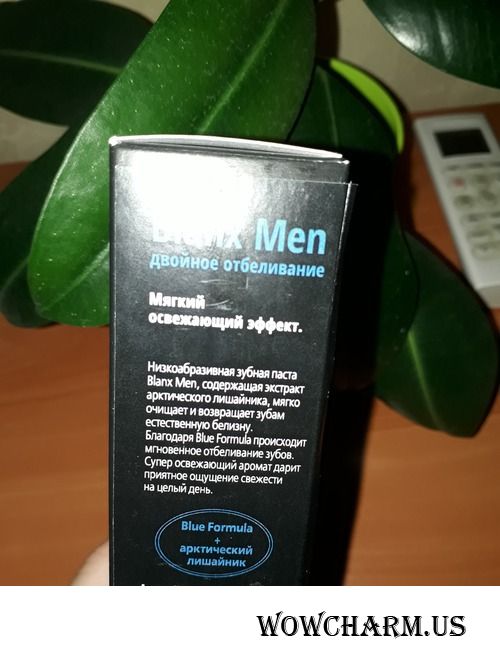 Blanx Men
двойное отбеливание
Мягкий
освежающий эффект.
Низкоабразивная зубная паста
Blanx Men, содержащая экстракт
арктического лишайника, мягко
очищает и возвращает зубам
естественную белизну.
Благодаря Blue Formula происходит
мгновенное отбеливание зубов.
Супер освежающий аромат дарит
приятное ощущение свежести
на целый день.
Blue Formula
+
арктический
лишайник
WOWCHARM.US